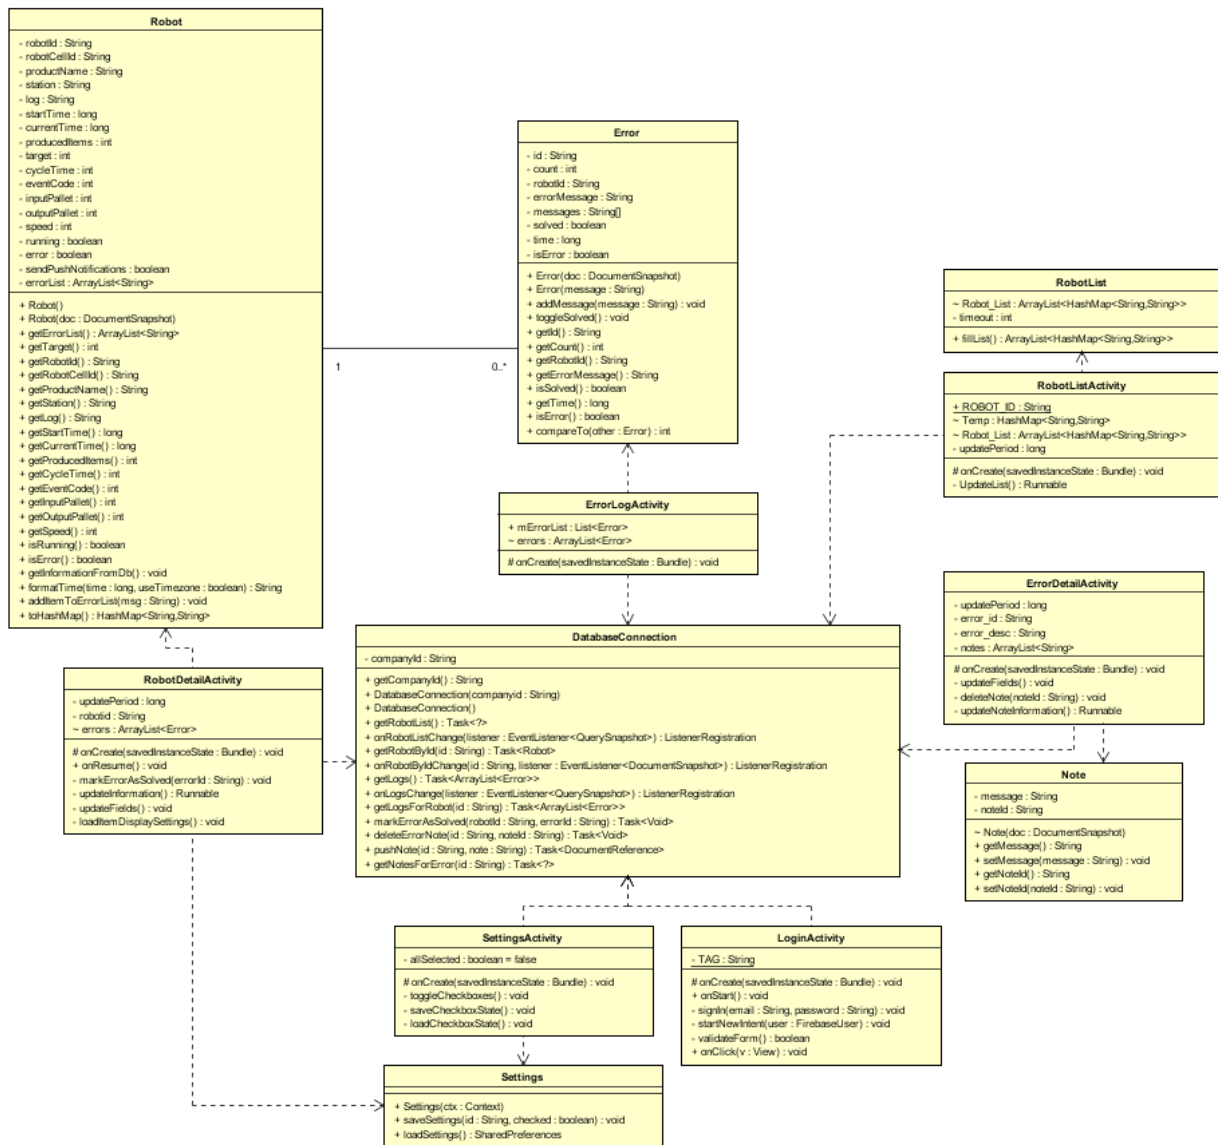 Robot
- robotId : String
- robotCellId : String
- productName : String
- station : String
- log : String
- startTime : long
- currentTime : long
- producedItems : int
- target : int
- cycleTime : int
- eventCode : int
- inputPallet : int
- outputPallet : int
- speed : int
- running : boolean
- error : boolean
- sendPushNotifications : boolean
- errorList : ArrayList<String>
+ Robot()
+ Robot(doc : DocumentSnapshot)
+ getErrorList() : ArrayList<String>
+ getTarget() : int
+ getRobotId() : String
+ getRobotCellId() : String
+ getProductName() : String
+ getStation() : String
+ getLog() : String
+ getStartTime() : long
+ getCurrentTime() : long
+ getProducedItems() : int
+ getCycleTime() : int
+ getEventCode() : int
+ getInputPallet() : int
+ getOutputPallet() : int
+ getSpeed() : int
+ isRunning() : boolean
+ isError() : boolean
+ getInformationFromDb() : void
+ formatTime(time : long, useTimezone : boolean) : String
+ addItemToErrorList(msg : String) : void
+ toHashMap() : HashMap<String,String>
1
0..*
Error
- id : String
- count : int
- robotId : String
- errorMessage : String
- messages : String[]
- solved : boolean
- time : long
- isError : boolean
+ Error(doc : DocumentSnapshot)
+ Error(message : String)
+ addMessage(message : String) : void
+ toggleSolved() : void
+ getId() : String
+ getCount() : int
+ getRobotId() : String
+ getErrorMessage() : String
+ isSolved() : boolean
+ getTime() : long
+ isError() : boolean
+ compareTo(other : Error) : int
RobotList
~ Robot_List : ArrayList<HashMap<String,String>>
- timeout : int
+ fillList() : ArrayList<HashMap<String,String>>
RobotListActivity
+ ROBOT_ID : String
~ Temp : HashMap<String,String>
~ Robot_List : ArrayList<HashMap<String,String>>
- updatePeriod : long
# onCreate(savedInstanceState : Bundle) : void
- UpdateList() : Runnable
ErrorLogActivity
+ mErrorList : List<Error>
~ errors : ArrayList<Error>
# onCreate(savedInstanceState : Bundle) : void
ErrorDetailActivity
- updatePeriod : long
- error_id : String
- error_desc : String
- notes : ArrayList<String>
# onCreate(savedInstanceState : Bundle) : void
- updateFields() : void
- deleteNote(noteId : String) : void
- updateNoteInformation() : Runnable
DatabaseConnection
- companyId : String
+ getCompanyId() : String
+ DatabaseConnection(companyid : String)
+ DatabaseConnection()
+ getRobotList() : Task<?>
+ onRobotListChange(listener : EventListener<QuerySnapshot>) : ListenerRegistration
+ getRobotById(id : String) : Task<Robot>
+ onRobotByIdChange(id : String, listener : EventListener<DocumentSnapshot>) : ListenerRegistration
+ getLogs() : Task<ArrayList<Error>>
+ onLogsChange(listener : EventListener<QuerySnapshot>) : ListenerRegistration
+ getLogsForRobot(id : String) : Task<ArrayList<Error>>
+ markErrorAsSolved(robotId : String, errorId : String) : Task<Void>
+ deleteErrorNote(id : String, noteId : String) : Task<Void>
+ pushNote(id : String, note : String) : Task<DocumentReference>
+ getNotesForError(id : String) : Task<?>
RobotDetailActivity
- updatePeriod : long
- robotid : String
~ errors : ArrayList<Error>
# onCreate(savedInstanceState : Bundle) : void
+ onResume() : void
- markErrorAsSolved(errorId : String) : void
- updateInformation() : Runnable
- updateFields() : void
- loadItemDisplaySettings() : void
Note
- message : String
- noteId : String
~ Note(doc : DocumentSnapshot)
+ getMessage() : String
+ setMessage(message : String) : void
+ getNoteId() : String
+ setNoteId(noteId : String) : void
SettingsActivity
- allSelected : boolean = false
# onCreate(savedInstanceState : Bundle) : void
- toggleCheckboxes() : void
- saveCheckboxState() : void
- loadCheckboxState() : void
LoginActivity
- TAG : String
# onCreate(savedInstanceState : Bundle) : void
+ onStart() : void
- signIn(email : String, password : String) : void
- startNewIntent(user : FirebaseUser) : void
- validateForm() : boolean
+ onClick(v : View) : void
Settings
+ Settings(ctx : Context)
+ saveSettings(id : String, checked : boolean) : void
+ loadSettings() : SharedPreferences